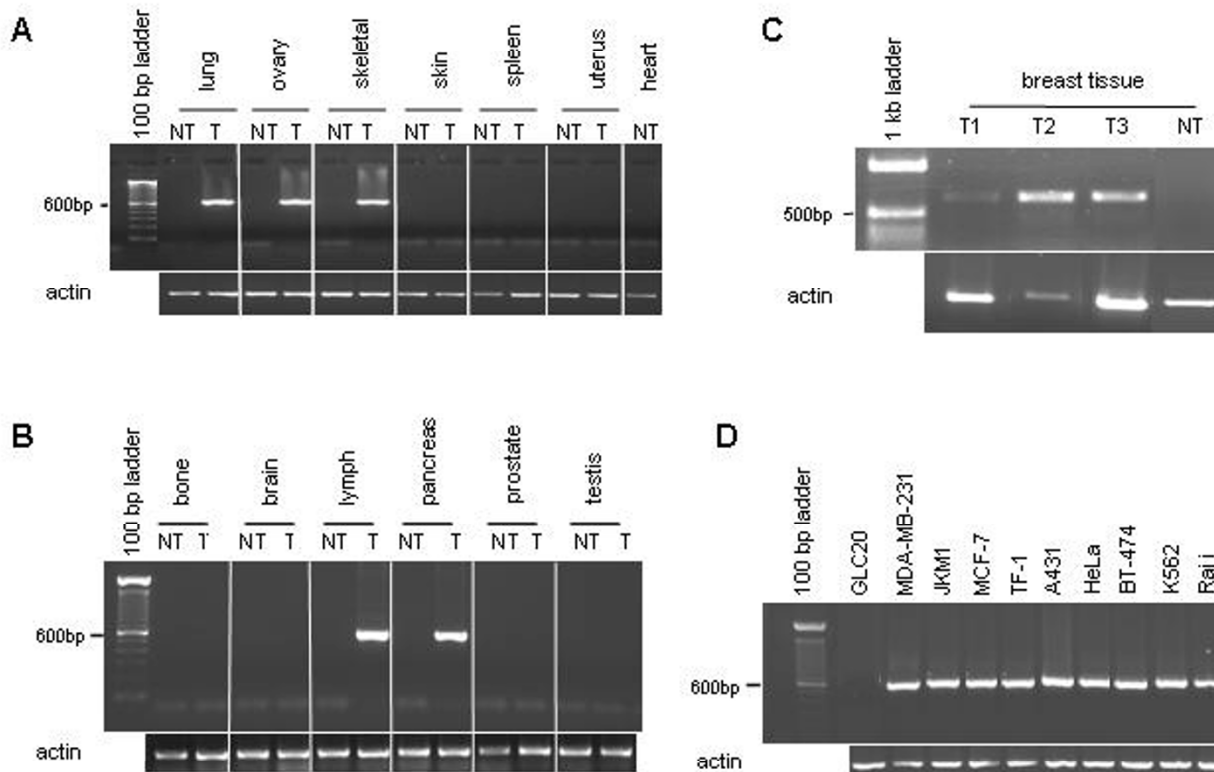 A
100 bp ladder
lung
ovary
skeletal
skin
spleen
uterus
heart
NT T NT T NT T NT T NT T NT T NT
600bp
actin
C
1 kb ladder
breast tissue
T1 T2 T3 NT
500bp
actin
B
100 bp ladder
bone
brain
lymph
pancreas
prostate
testis
NT T NT T NT T NT T NT T NT T
600bp
actin
D
100 bp ladder
GLC20
MDA-MB-231
JKM1
MCF-7
TF-1
A431
HeLa
BT-474
K562
Raji
600bp
actin